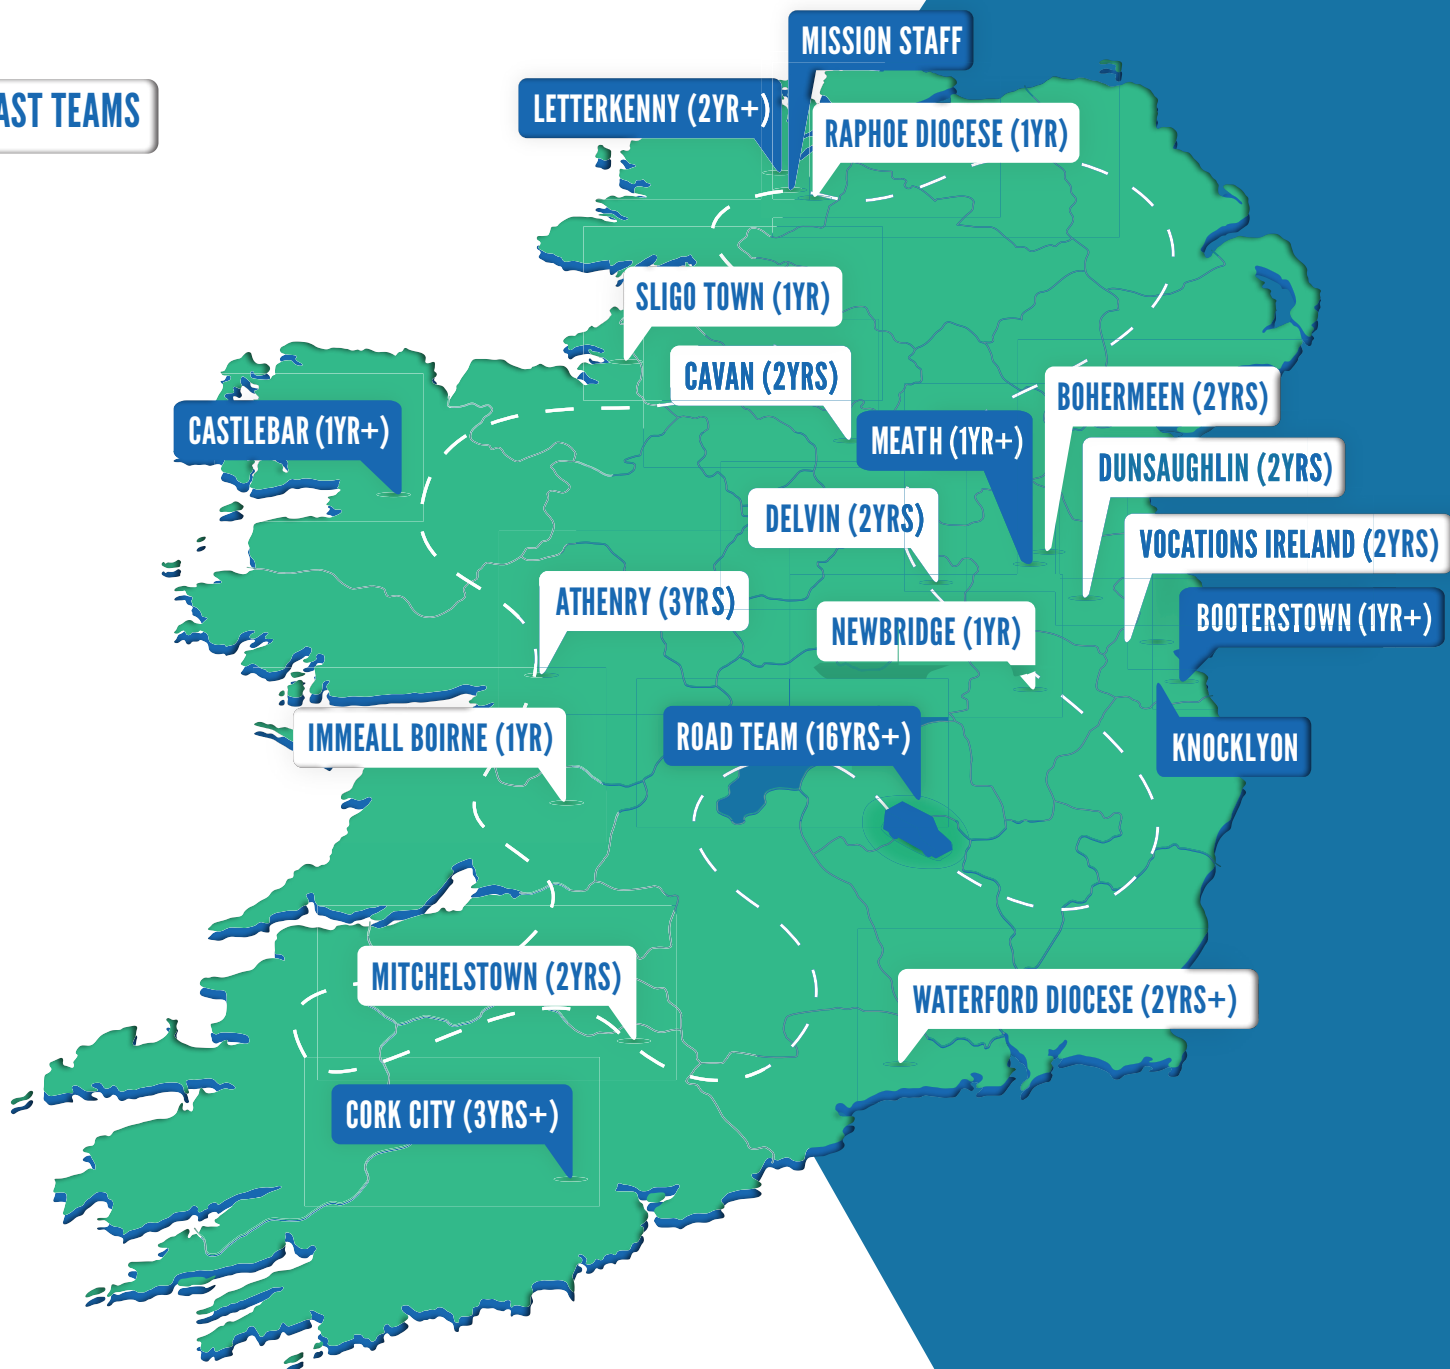 MISSION STAFF
AST TEAMS
LETTERKENNY (2YR+)
RAPHOE DIOCESE (1YR)
SLIGO TOWN (1YR)
CAVAN (2YRS)
BOHERMEEN (2YRS)
CASTLEBAR (1YR+)
MEATH (1YR+)
DUNSAUGHLIN (2YRS)
DELVIN (2YRS)
VOCATIONS IRELAND (2YRS)
ATHENRY (3YRS)
BOOTERSTOWN (1YR+)
NEWBRIDGE (1YR)
IMMEALL BOIRNE (1YR)
ROAD TEAM (16YRS+)
KNOCKLYON
MITCHELSTOWN (2YRS)
WATERFORD DIOCESE (2YRS+)
CORK CITY (3YRS+)